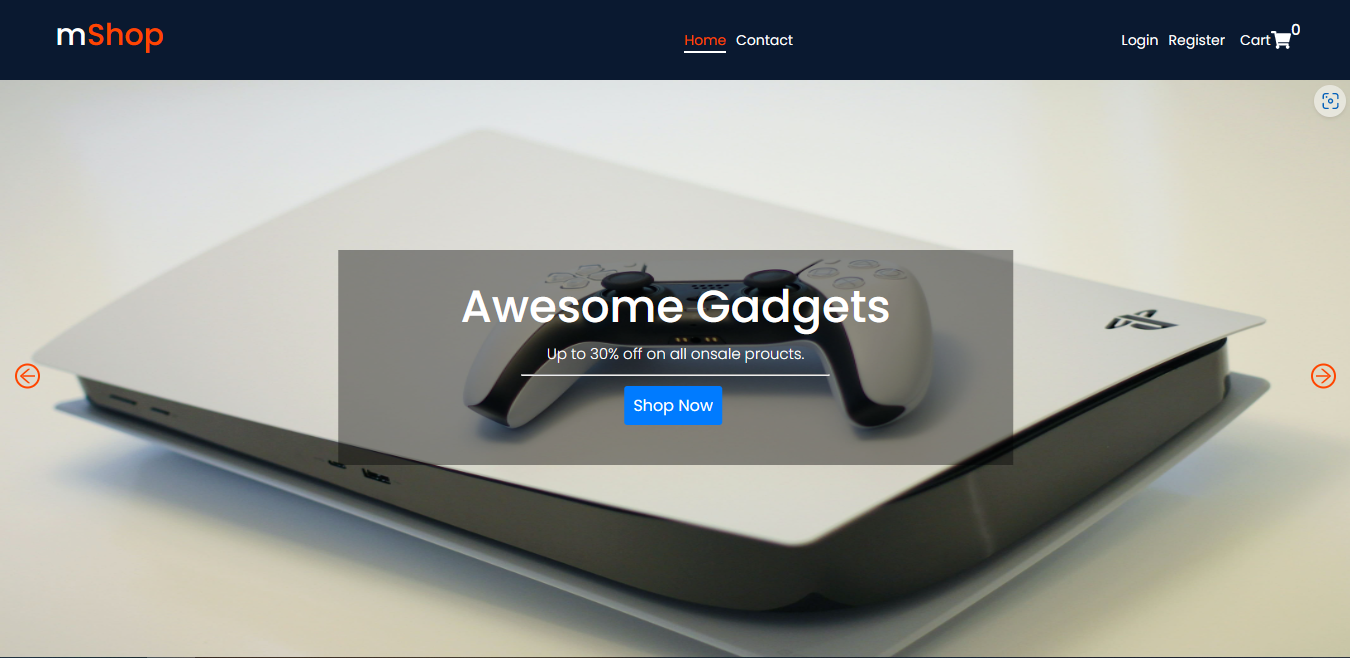 mShop
Home Contact
Login Register Cart 0
Awesome Gadgets
Up to 30% off on all onsale proucts.
Shop Now